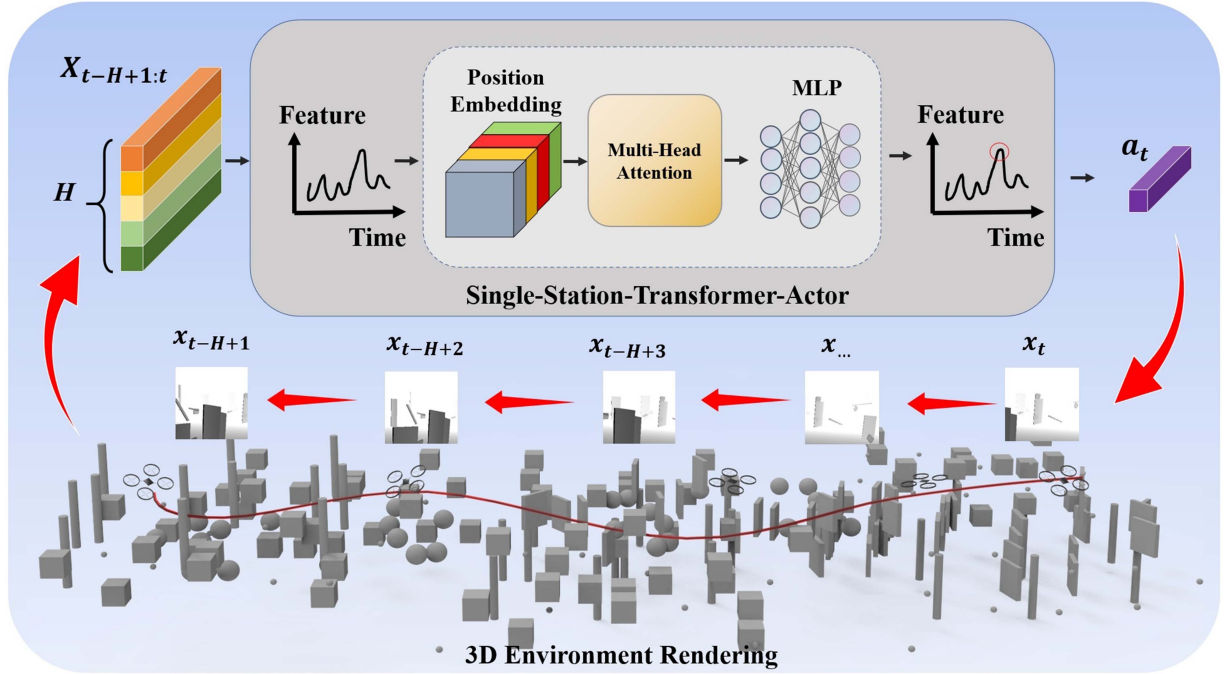 X_{t-H+1:t}
H
Feature
Time
Position
Embedding
Multi-Head
Attention
MLP
Feature
Time
a_t
Single-Station-Transformer-Actor
x_{t-H+1}
x_{t-H+2}
x_{t-H+3}
x_{...}
x_t
3D Environment Rendering